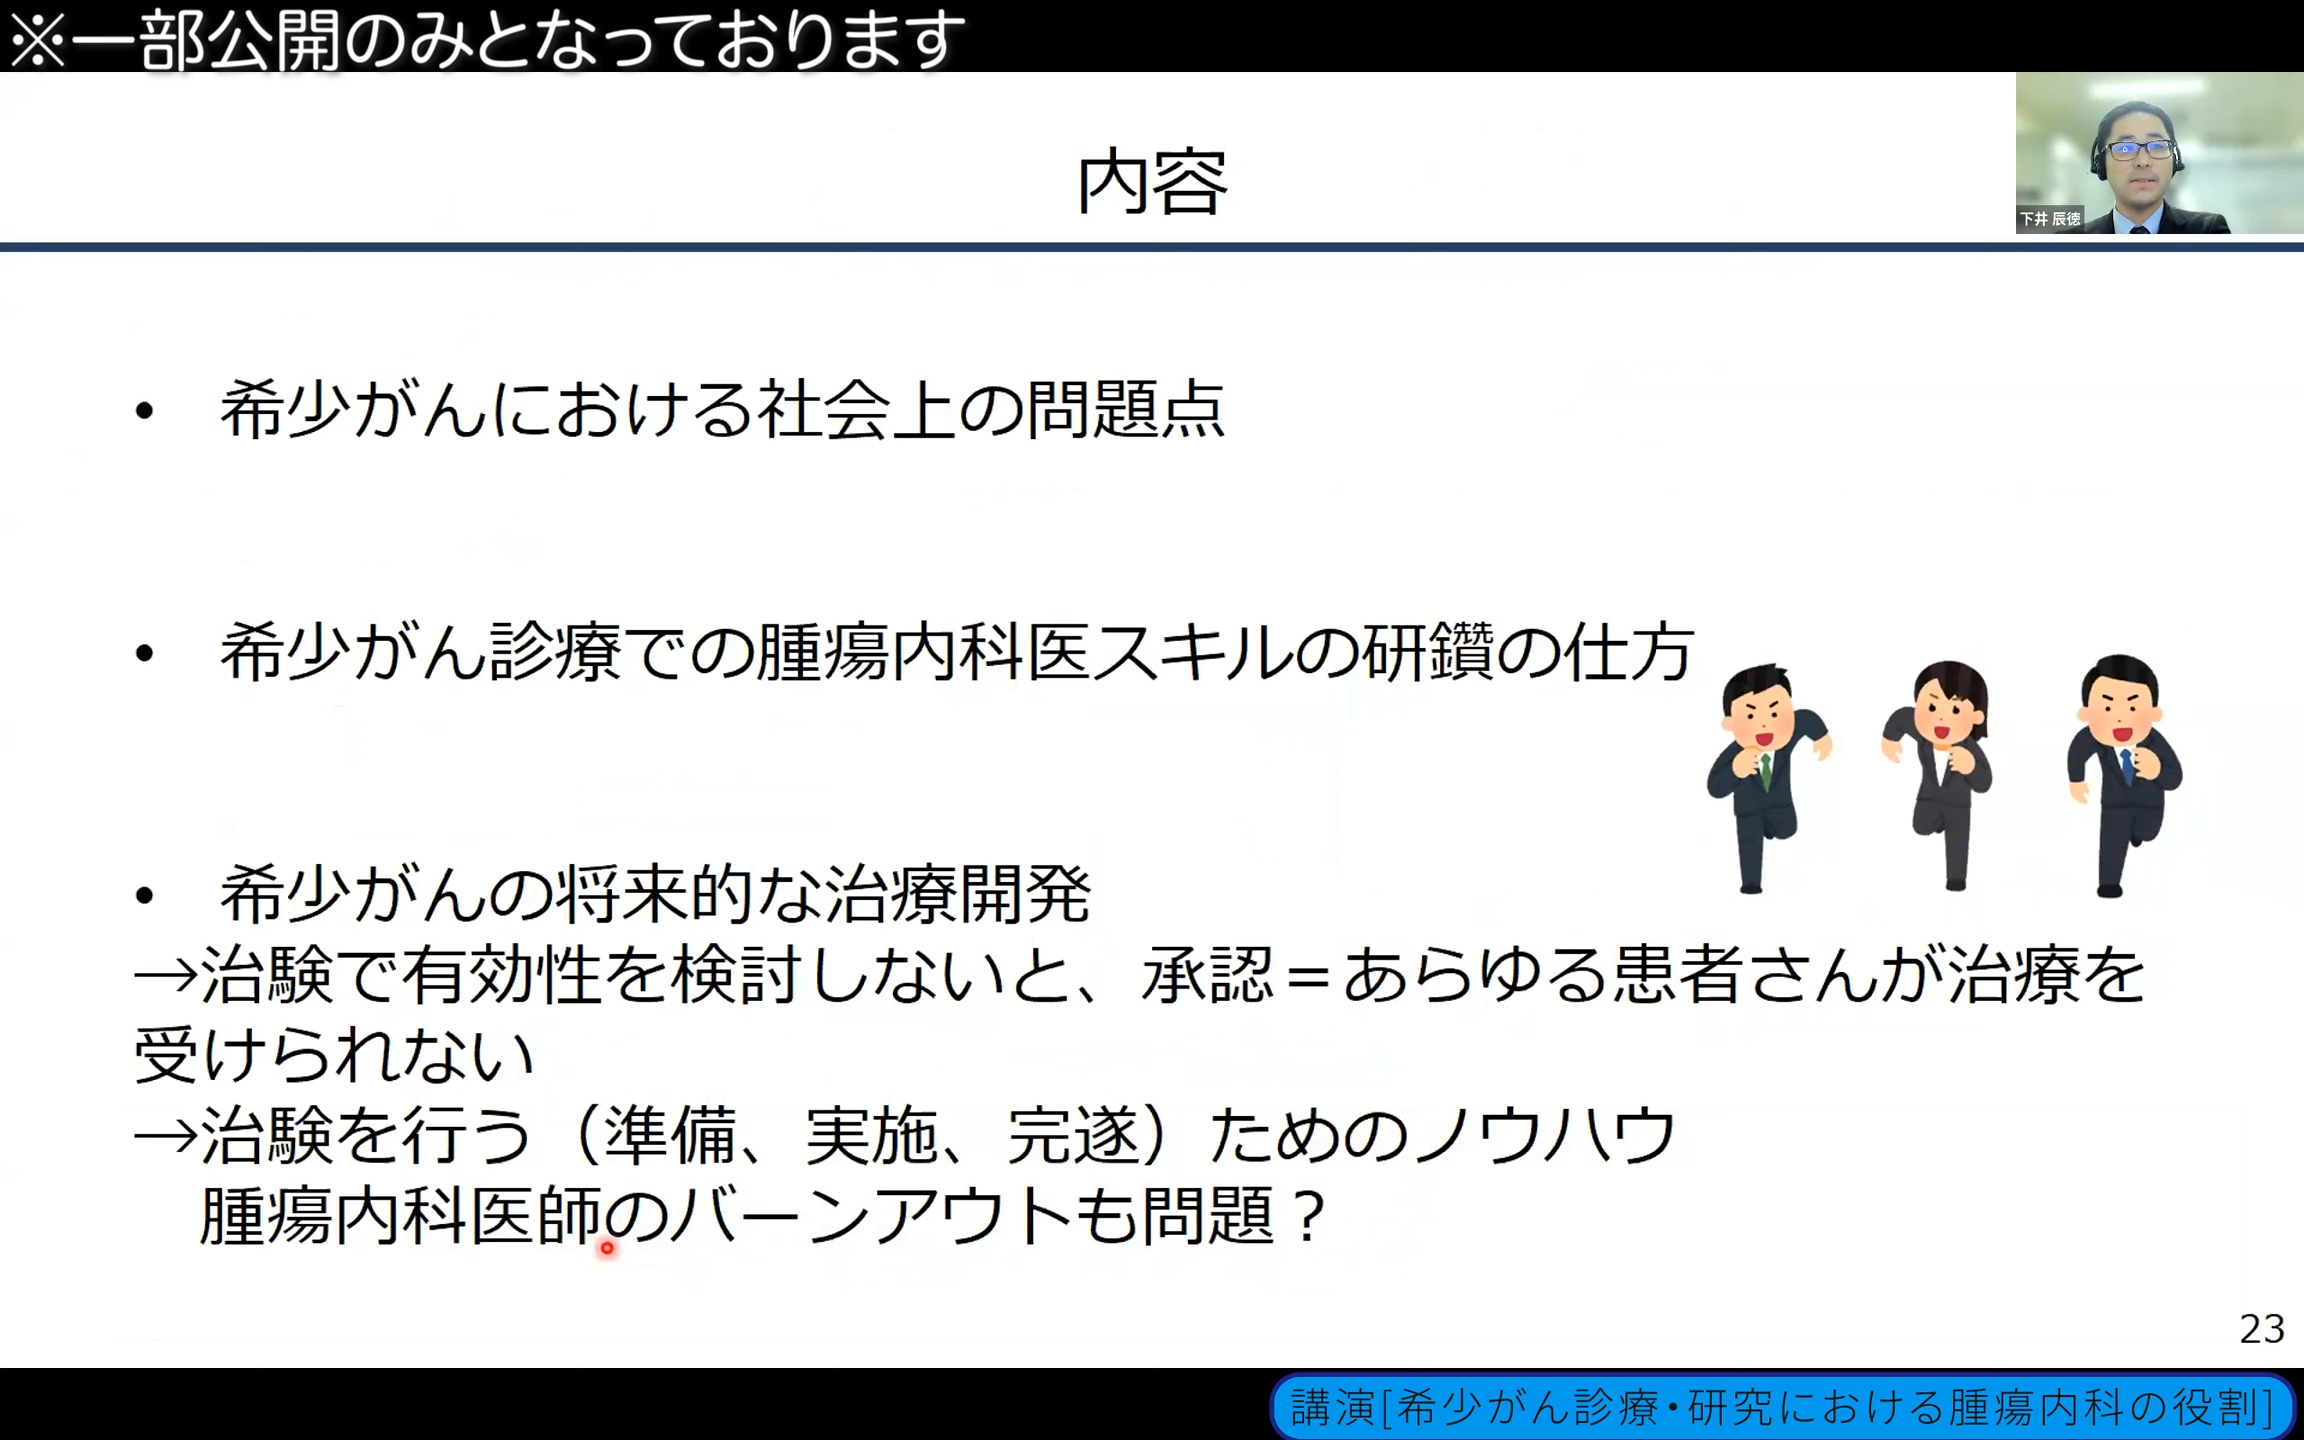 ※一部公開のみとなっております
内容
下井 辰徳
• 希少がんにおける社会上の問題点
• 希少がん診療での腫瘍内科医スキルの研鑽の仕方
• 希少がんの将来的な治療開発
→治験で有効性を検討しないと、承認＝あらゆる患者さんが治療を
受けられない
→治験を行う（準備、実施、完遂）ためのノウハウ
腫瘍内科医師のバーンアウトも問題？
23
講演[希少がん診療・研究における腫瘍内科の役割]